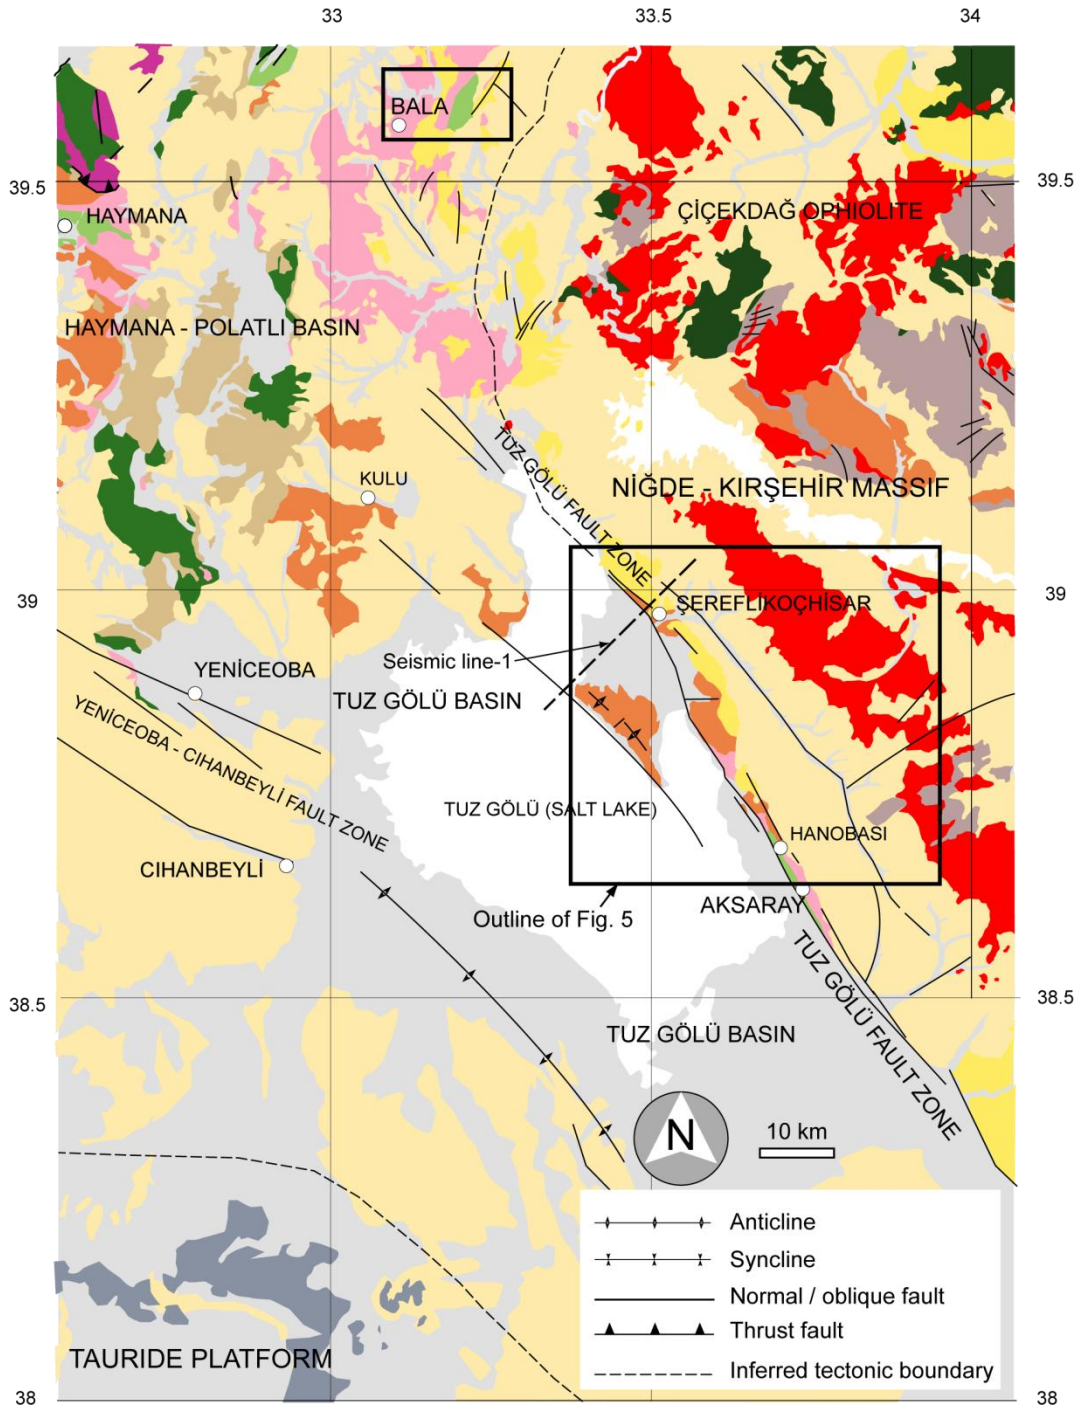 33
33.5
34
BALA
39.5
39.5
HAYMANA
ÇİÇEKDAĞ OPHIOLITE
HAYMANA - POLATLI BASIN
TUZ GÖLÜ FAULT ZONE
KULU
NİĞDE - KIRŞEHİR MASSIF
39
39
ŞEREFLİKOÇHİSAR
Seismic line-1
YENİCEOBA
TUZ GÖLÜ BASIN
YENİCEOBA - CIHANBEYLİ FAULT ZONE
TUZ GÖLÜ (SALT LAKE)
HANOBASI
CIHANBEYLİ
AKSARAY
Outline of Fig. 5
38.5
38.5
TUZ GÖLÜ FAULT ZONE
TUZ GÖLÜ BASIN
N
10 km
Anticline
Syncline
Normal / oblique fault
Thrust fault
Inferred tectonic boundary
TAURIDE PLATFORM
38
38